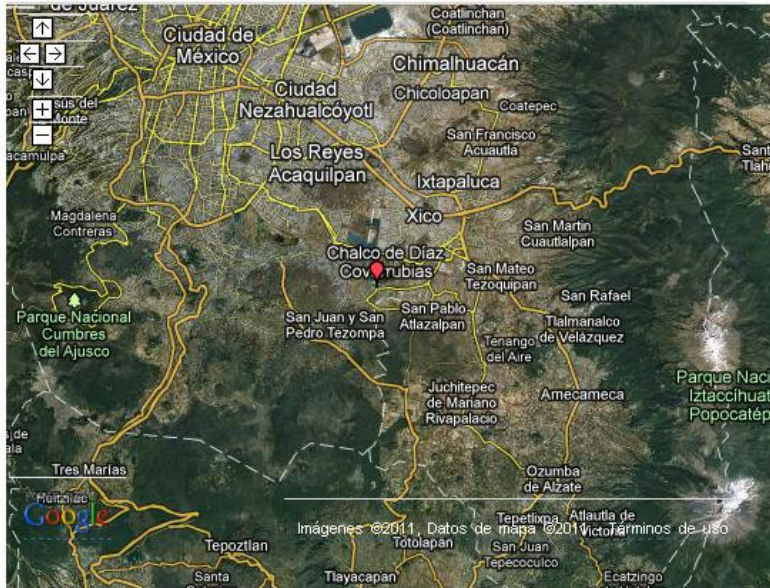 de Juárez
Coatlinchan
(Coatlinchan)
Ciudad de
México
Chimalhuacán
Ciudad
Nezahualcóyotl
Chicoloapan
Coatepec
Monte
San Francisco
Acuautla
Los Reyes
Acaquilpan
Ixtapaluca
Xico
Magdalena
Contreras
San Martin
Cuautlalpan
Chalco de Díaz
San Mateo
Tezoquipan
San Rafael
Parque Nacional
Cumbres
del Ajusco
San Juan y San
Pedro Tezompa
San Pablo
Atlazalpan
Tlalmanalco
de Velázquez
Tenango
del Aire
Juchitepec
de Mariano
Rivapalacio
Amecameca
Tres Marías
Ozumba
de Alzate
Huitzilac
Google
Imágenes ©2011, Datos de mapa ©2011 - Términos de uso
Tepetlixpa
Atlautla de
Victoria
Tepoztlan
Totolapan
San Juan
Tepecoculco
Santa
Tlayacapan
Ecatzingo